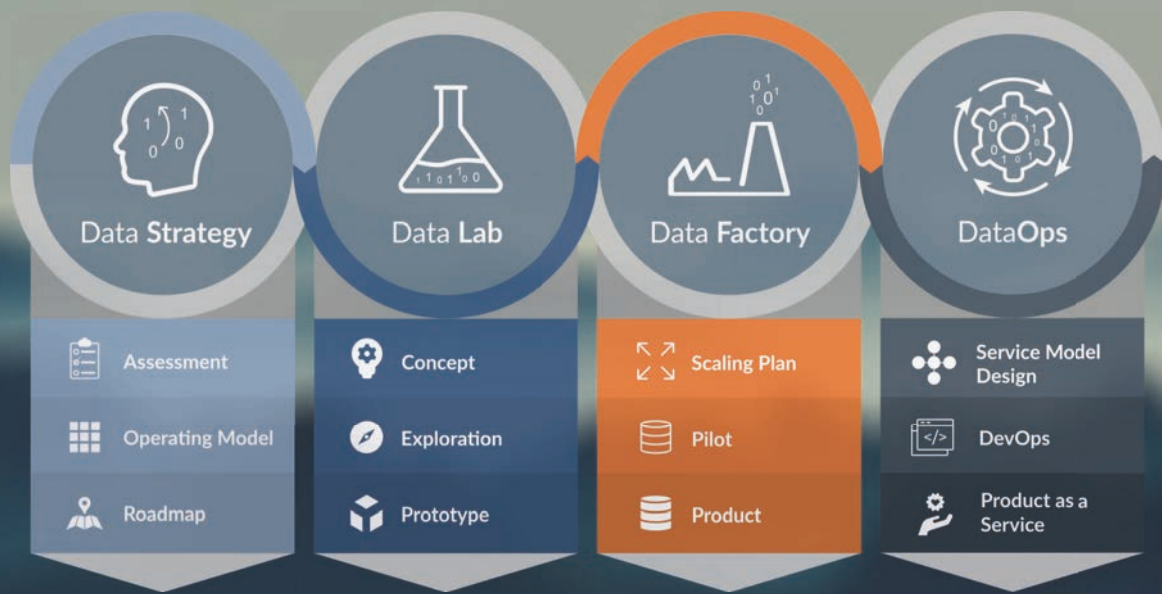 Data Strategy
Assessment
Operating Model
Roadmap
Data Lab
Concept
Exploration
Prototype
Data Factory
Scaling Plan
Pilot
Product
DataOps
Service Model
Design
</>
DevOps
Product as a
Service